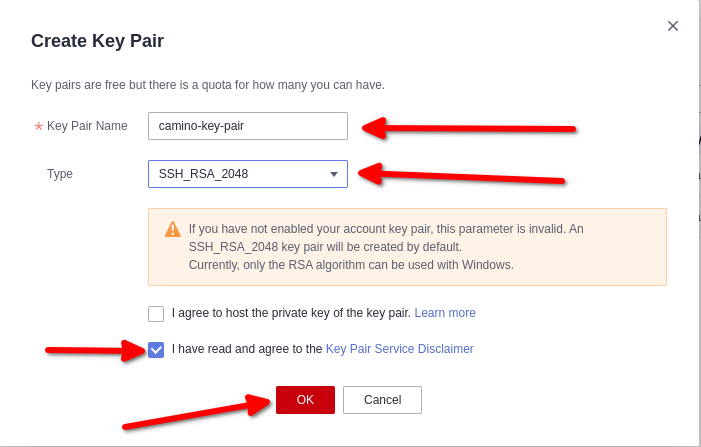 Create Key Pair
Key pairs are free but there is a quota for how many you can have.
* Key Pair Name camino-key-pair
Type SSH_RSA_2048
If you have not enabled your account key pair, this parameter is invalid. An
SSH_RSA_2048 key pair will be created by default.
Currently, only the RSA algorithm can be used with Windows.
I agree to host the private key of the key pair. Learn more
I have read and agree to the Key Pair Service Disclaimer
OK Cancel